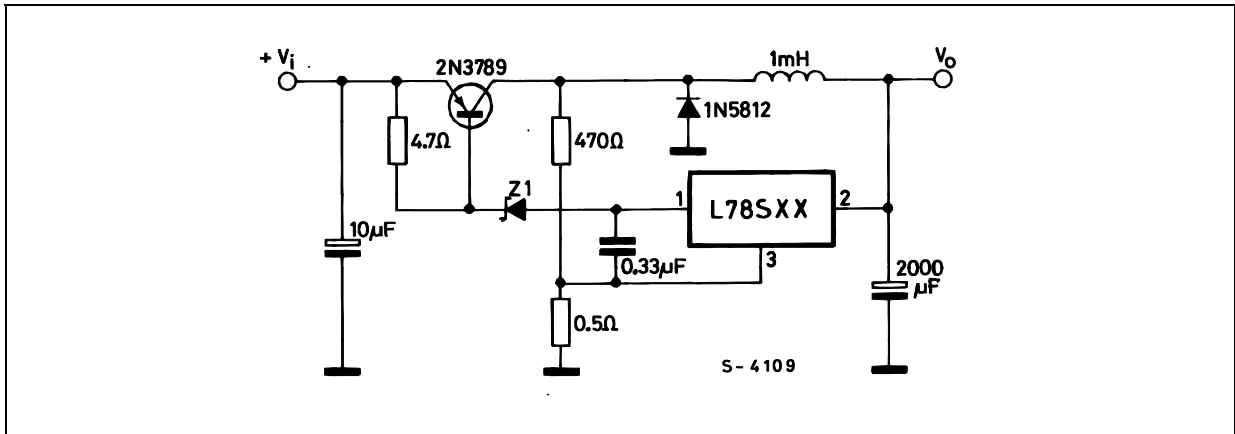 + Vi
2N3789
1mH
Vo
1N5812
4.7Ω
470Ω
Z1
1
L78SXX
2
10µF
0.33µF
3
2000
µF
0.5Ω
S-4109